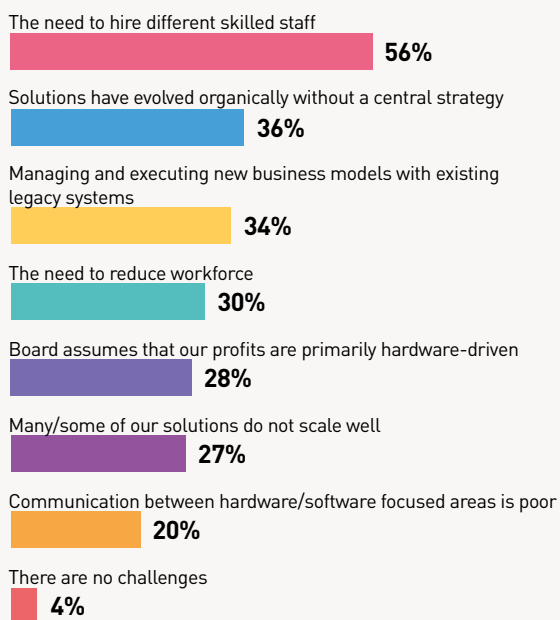 The need to hire different skilled staff
56%
Solutions have evolved organically without a central strategy
36%
Managing and executing new business models with existing
legacy systems
34%
The need to reduce workforce
30%
Board assumes that our profits are primarily hardware-driven
28%
Many/some of our solutions do not scale well
27%
Communication between hardware/software focused areas is poor
20%
There are no challenges
4%